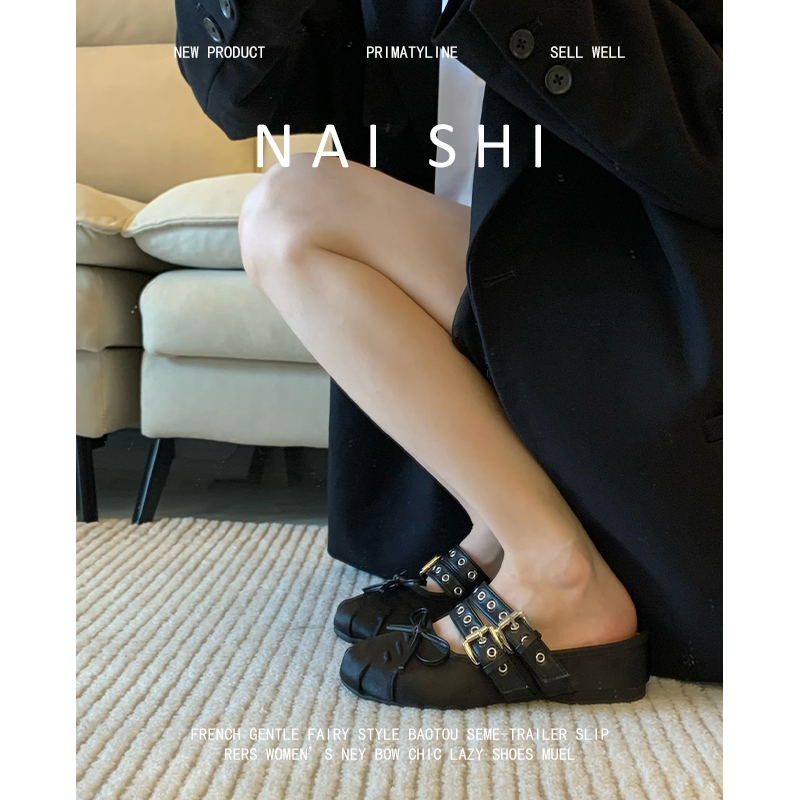 NEW PRODUCT PRIMATYLINE SELL WELL
NAI SHI
FRENCH GENTLE FAIRY STYLE BAOTOU SEME-TRAILER SLIP
RERS WOMEN'S NEY BOW CHIC LAZY SHOES MUEL